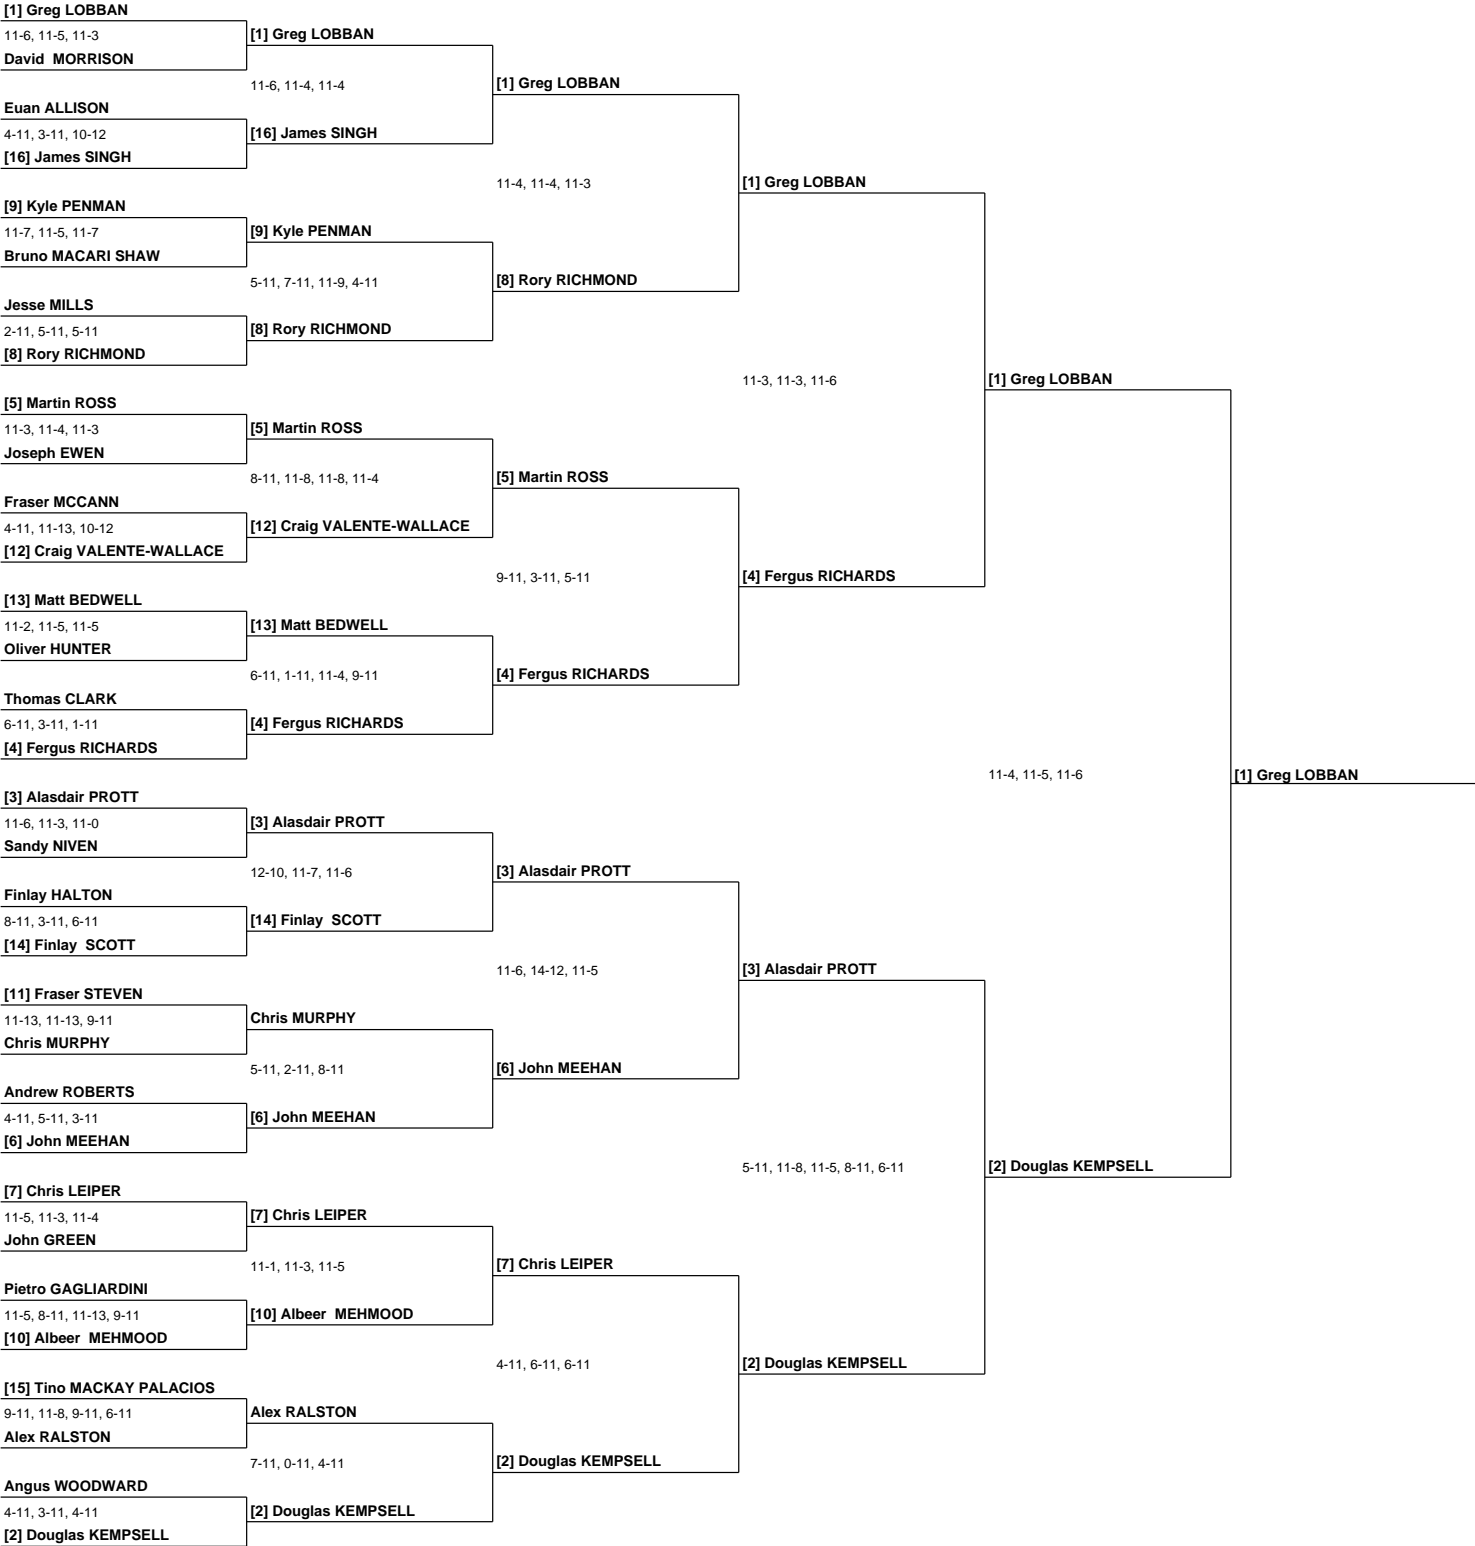 [1] Greg LOBBAN
11-6, 11-5, 11-3
David  MORRISON
Euan ALLISON
4-11, 3-11, 10-12
[16] James SINGH
[9] Kyle PENMAN
11-7, 11-5, 11-7
Bruno MACARI SHAW
Jesse MILLS
2-11, 5-11, 5-11
[8] Rory RICHMOND
[5] Martin ROSS
11-3, 11-4, 11-3
Joseph EWEN
Fraser MCCANN
4-11, 11-13, 10-12
[12] Craig VALENTE-WALLACE
[13] Matt BEDWELL
11-2, 11-5, 11-5
Oliver HUNTER
Thomas CLARK
6-11, 3-11, 1-11
[4] Fergus RICHARDS
[3] Alasdair PROTT
11-6, 11-3, 11-0
Sandy NIVEN
Finlay HALTON
8-11, 3-11, 6-11
[14] Finlay  SCOTT
[11] Fraser STEVEN
11-13, 11-13, 9-11
Chris MURPHY
Andrew ROBERTS
4-11, 5-11, 3-11
[6] John MEEHAN
[7] Chris LEIPER
11-5, 11-3, 11-4
John GREEN
Pietro GAGLIARDINI
11-5, 8-11, 11-13, 9-11
[10] Albeer  MEHMOOD
[15] Tino MACKAY PALACIOS
9-11, 11-8, 9-11, 6-11
Alex RALSTON
Angus WOODWARD
4-11, 3-11, 4-11
[2] Douglas KEMPSELL
[1] Greg LOBBAN
11-6, 11-4, 11-4
[16] James SINGH
[9] Kyle PENMAN
5-11, 7-11, 11-9, 4-11
[8] Rory RICHMOND
[5] Martin ROSS
8-11, 11-8, 11-8, 11-4
[12] Craig VALENTE-WALLACE
[13] Matt BEDWELL
6-11, 1-11, 11-4, 9-11
[4] Fergus RICHARDS
[3] Alasdair PROTT
12-10, 11-7, 11-6
[14] Finlay  SCOTT
Chris MURPHY
5-11, 2-11, 8-11
[6] John MEEHAN
[7] Chris LEIPER
11-1, 11-3, 11-5
[10] Albeer  MEHMOOD
Alex RALSTON
7-11, 0-11, 4-11
[2] Douglas KEMPSELL
[1] Greg LOBBAN
11-4, 11-4, 11-3
[8] Rory RICHMOND
[5] Martin ROSS
9-11, 3-11, 5-11
[4] Fergus RICHARDS
[3] Alasdair PROTT
11-6, 14-12, 11-5
[6] John MEEHAN
[7] Chris LEIPER
4-11, 6-11, 6-11
[2] Douglas KEMPSELL
[1] Greg LOBBAN
11-3, 11-3, 11-6
[4] Fergus RICHARDS
[3] Alasdair PROTT
5-11, 11-8, 11-5, 8-11, 6-11
[2] Douglas KEMPSELL
[1] Greg LOBBAN
11-4, 11-5, 11-6
[2] Douglas KEMPSELL
[1] Greg LOBBAN